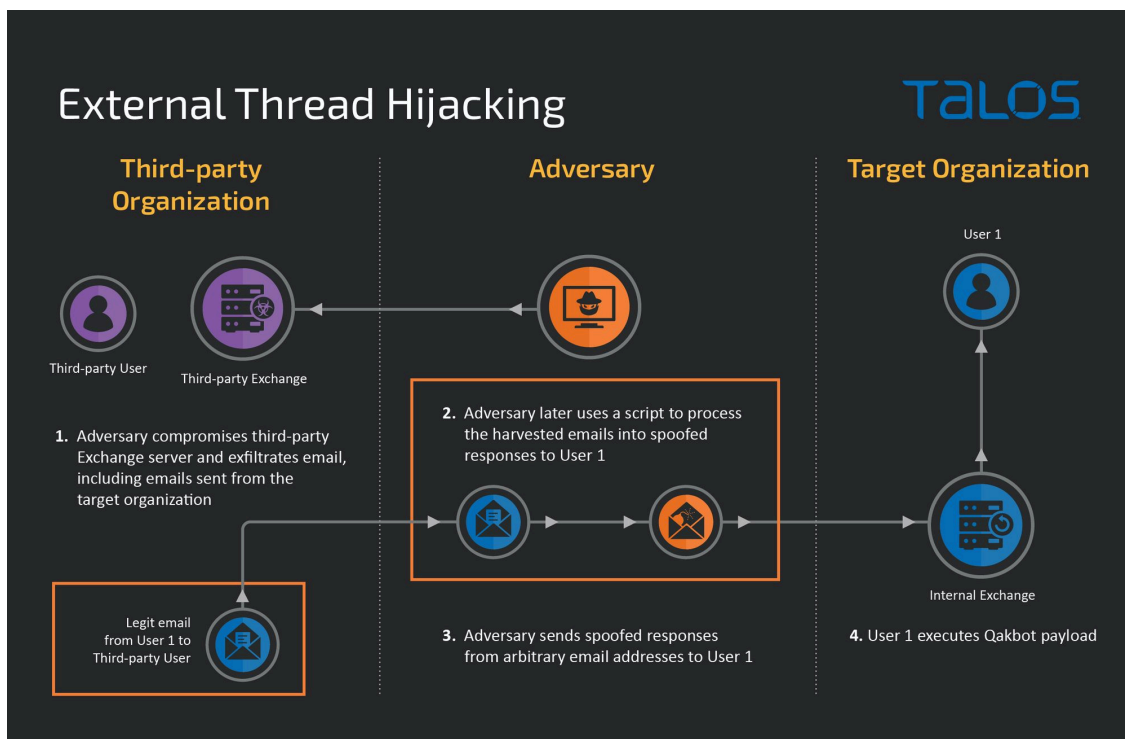 External Thread Hijacking
TALOS
Third-party
Organization
Adversary
Target Organization
User 1
Third-party User
Third-party Exchange
1. Adversary compromises third-party
Exchange server and exfiltrates email,
including emails sent from the
target organization
2. Adversary later uses a script to process
the harvested emails into spoofed
responses to User 1
Legit email
from User 1 to
Third-party User
Internal Exchange
3. Adversary sends spoofed responses
from arbitrary email addresses to User 1
4. User 1 executes Qakbot payload